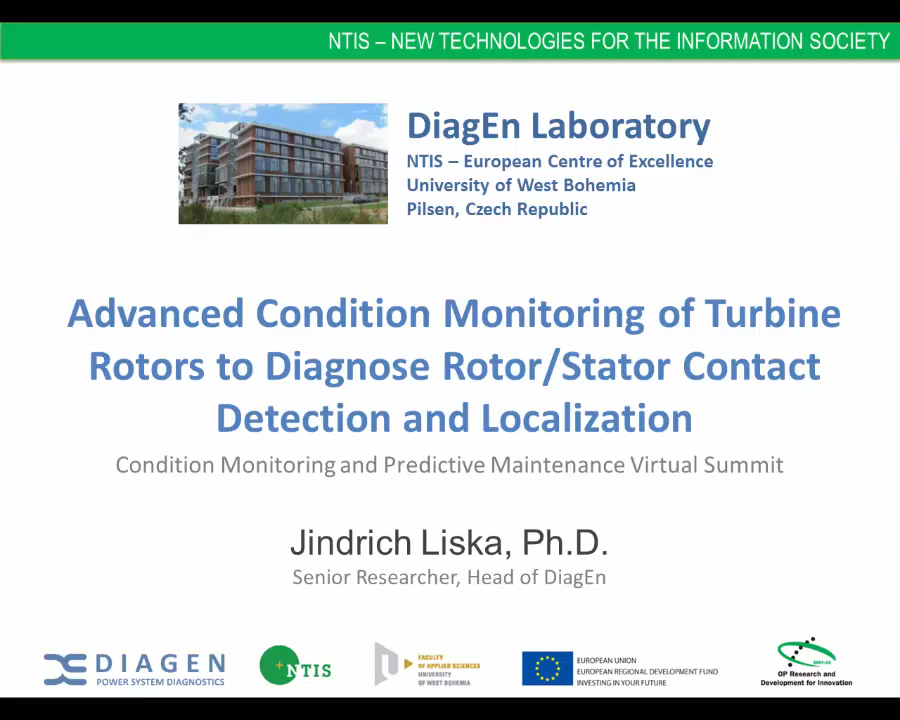 NTIS – NEW TECHNOLOGIES FOR THE INFORMATION SOCIETY
DiagEn Laboratory
NTIS – European Centre of Excellence
University of West Bohemia
Pilsen, Czech Republic
Advanced Condition Monitoring of Turbine
Rotors to Diagnose Rotor/Stator Contact
Detection and Localization
Condition Monitoring and Predictive Maintenance Virtual Summit
Jindrich Liska, Ph.D.
Senior Researcher, Head of DiagEn
DIAGEN
POWER SYSTEM DIAGNOSTICS
NTIS
FACULTY
OF APPLIED SCIENCES
UNIVERSITY
OF WEST BOHEMIA
EUROPEAN UNION
EUROPEAN REGIONAL DEVELOPMENT FUND
INVESTING IN YOUR FUTURE
2007-13
OP Research and
Development for Innovation